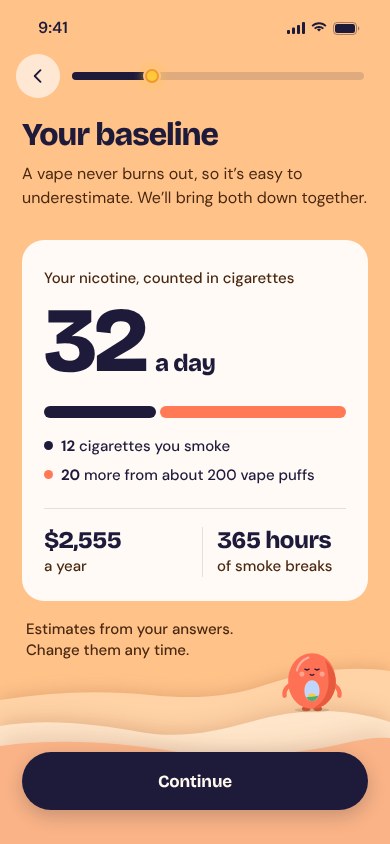 9:41
Your baseline
A vape never burns out, so it’s easy to
underestimate. We’ll bring both down together.
Your nicotine, counted in cigarettes
32 a day
12 cigarettes you smoke
20 more from about 200 vape puffs
$2,555
a year
365 hours
of smoke breaks
Estimates from your answers.
Change them any time.
Continue